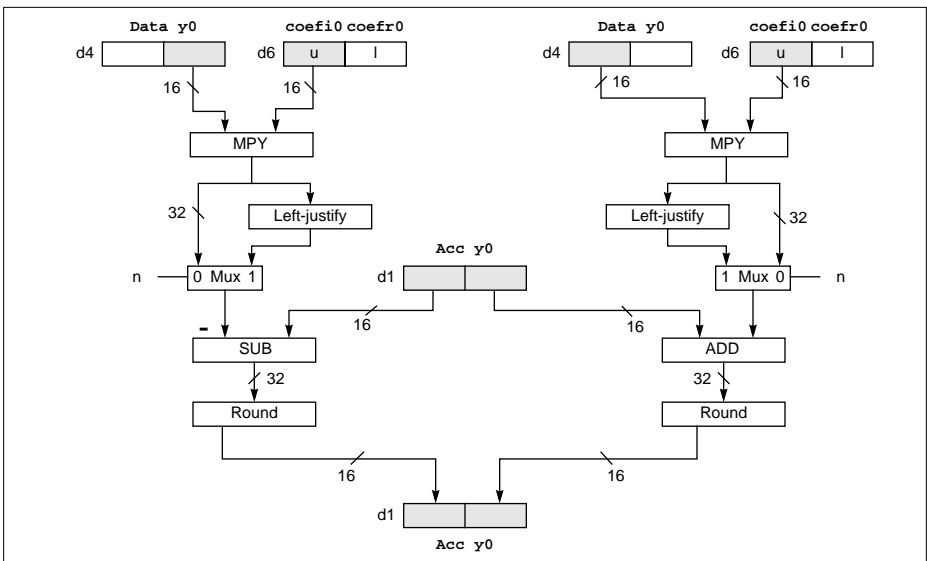 Data y0 coefi0 coefr0 Data y0 coefi0 coefr0
d4 d6 u l d4 d6 u l
16 16 16 16
MPY MPY
32 Left-justify Left-justify 32
Acc y0
n 0 Mux 1 d1 1 Mux 0 n
16 16
-
SUB ADD
32 32
Round Round
16 16
d1
Acc y0